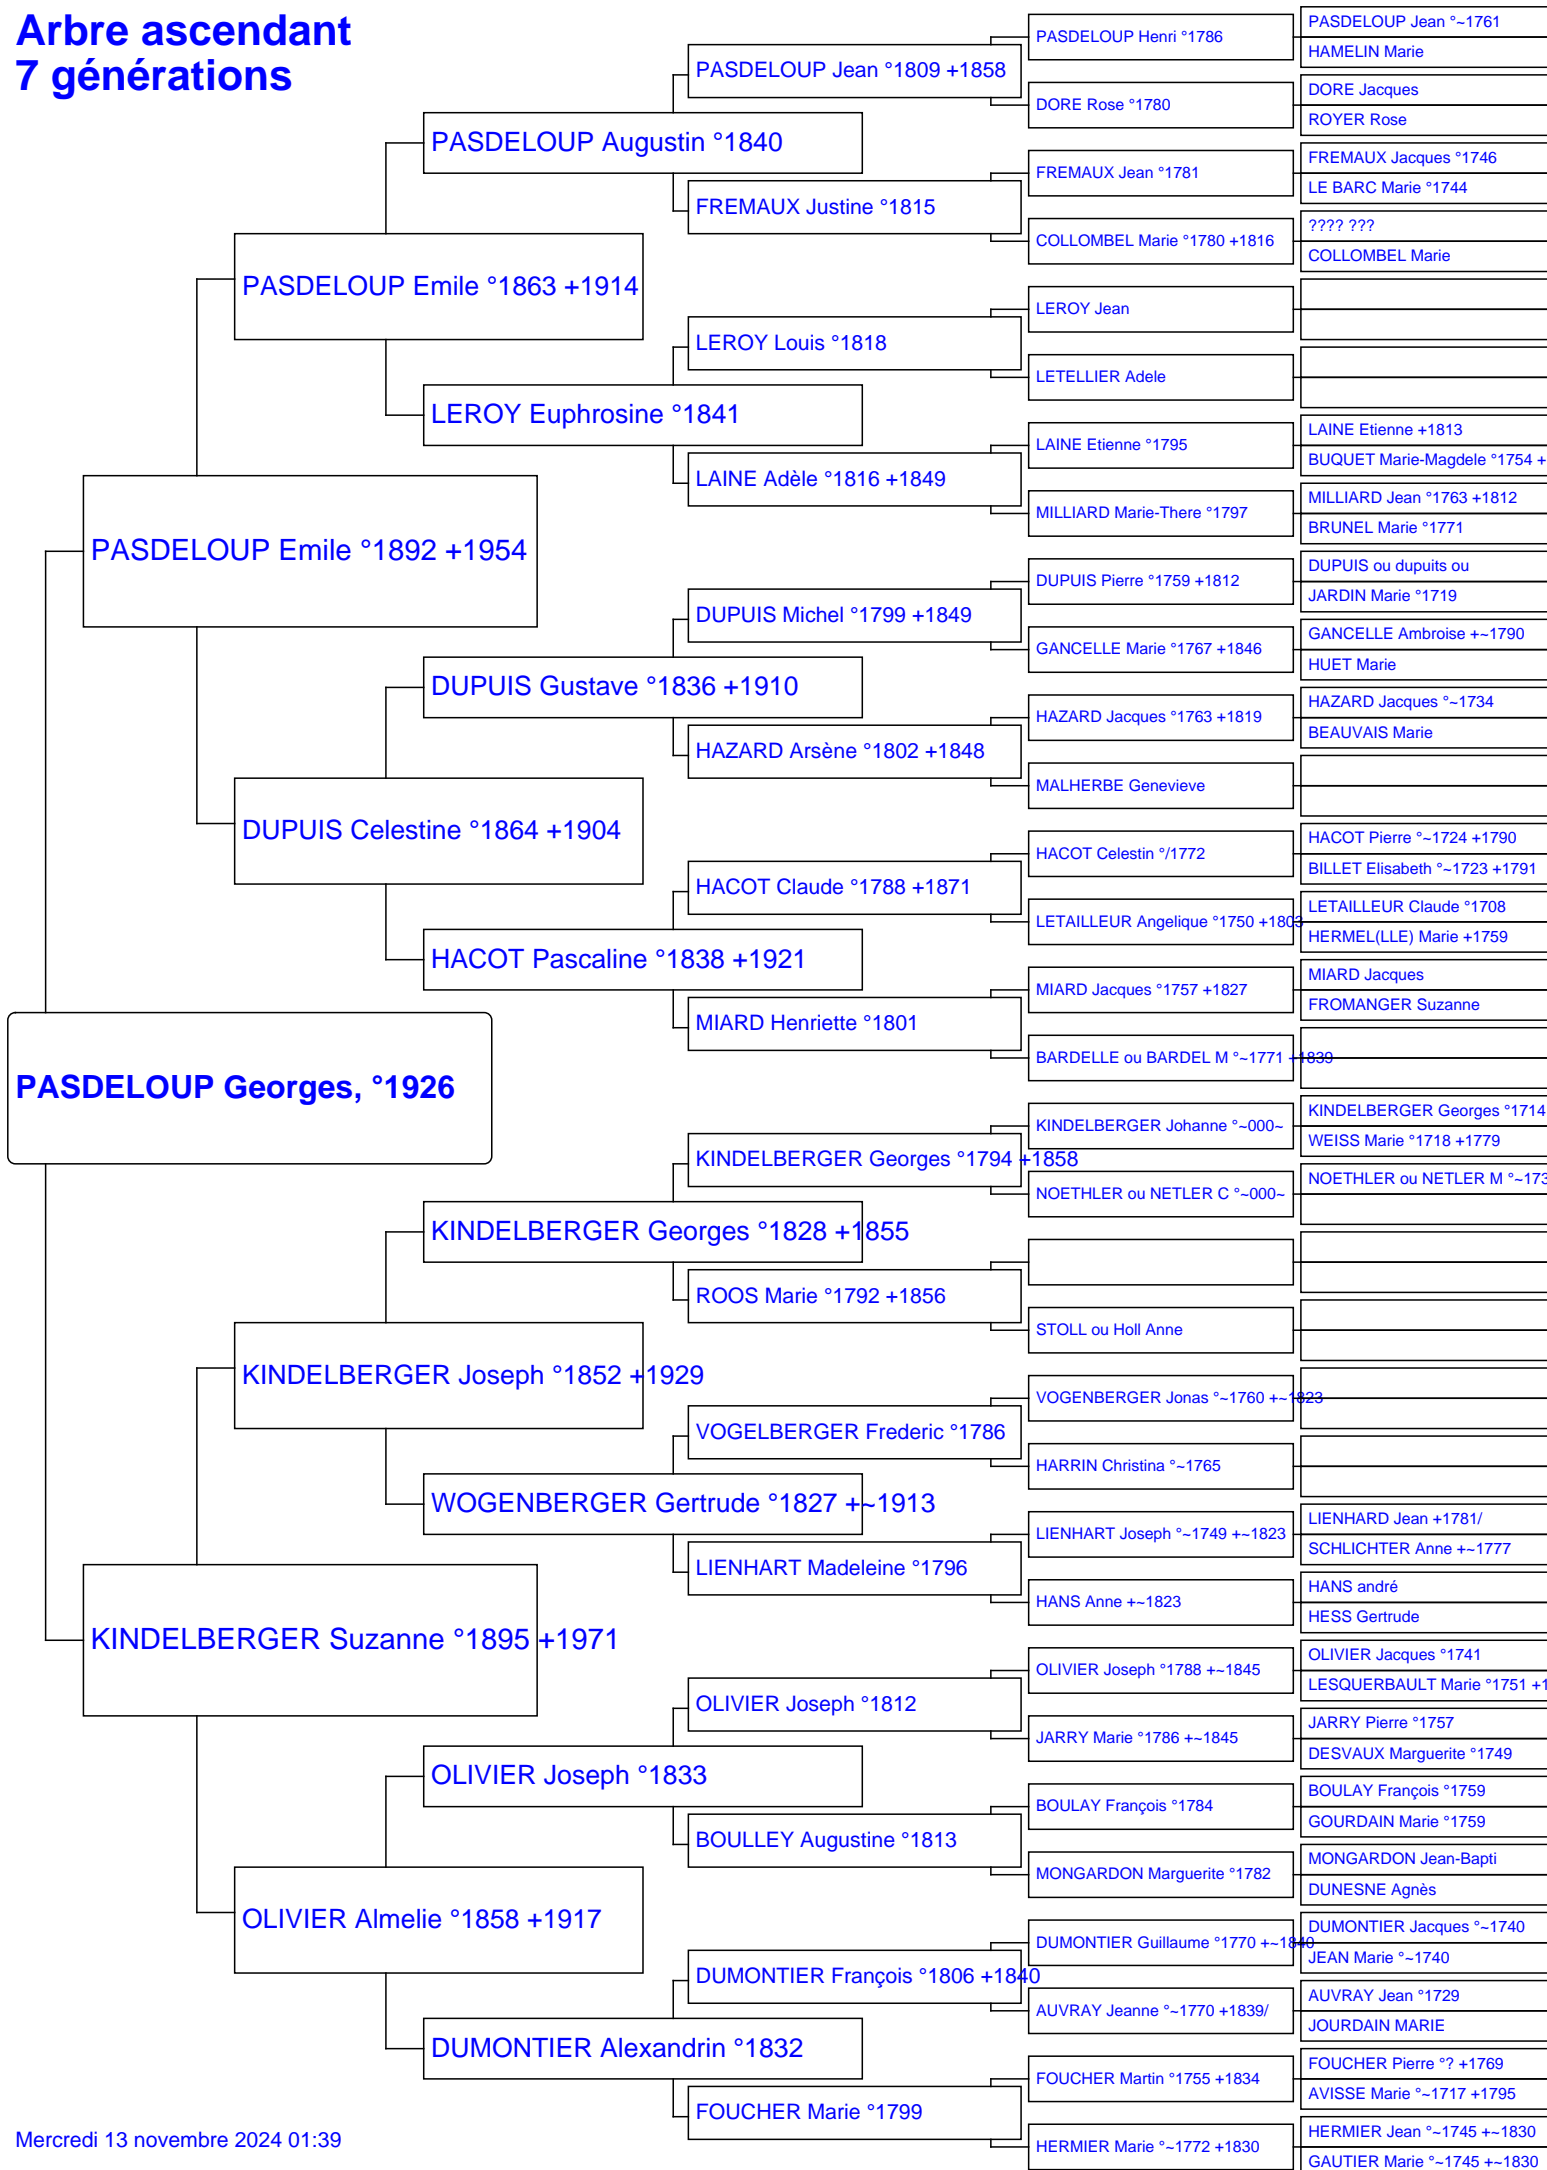 Arbre ascendant
7 générations
PASDELOUP Georges, °1926
PASDELOUP Emile °1892 +1954
KINDELBERGER Suzanne °1895 +1971
PASDELOUP Emile °1863 +1914
DUPUIS Celestine °1864 +1904
KINDELBERGER Joseph °1852 +1929
OLIVIER Almelie °1858 +1917
PASDELOUP Augustin °1840
LEROY Euphrosine °1841
DUPUIS Gustave °1836 +1910
HACOT Pascaline °1838 +1921
KINDELBERGER Georges °1828 +1855
WOGENBERGER Gertrude °1827 +~1913
OLIVIER Joseph °1833
DUMONTIER Alexandrin °1832
PASDELOUP Jean °1809 +1858
FREMAUX Justine °1815
LEROY Louis °1818
LAINE Adèle °1816 +1849
DUPUIS Michel °1799 +1849
HAZARD Arsène °1802 +1848
HACOT Claude °1788 +1871
MIARD Henriette °1801
KINDELBERGER Georges °1794 +1858
ROOS Marie °1792 +1856
VOGELBERGER Frederic °1786
LIENHART Madeleine °1796
OLIVIER Joseph °1812
BOULLEY Augustine °1813
DUMONTIER François °1806 +1840
FOUCHER Marie °1799
PASDELOUP Henri °1786
DORE Rose °1780
FREMAUX Jean °1781
COLLOMBEL Marie °1780 +1816
LEROY Jean
LETELLIER Adele
LAINE Etienne °1795
MILLIARD Marie-There °1797
DUPUIS Pierre °1759 +1812
GANCELLE Marie °1767 +1846
HAZARD Jacques °1763 +1819
MALHERBE Genevieve
HACOT Celestin °/1772
LETAILLEUR Angelique °1750 +1803
MIARD Jacques °1757 +1827
BARDELLE ou BARDEL M °~1771 +1839
KINDELBERGER Johanne °~000~
NOETHLER ou NETLER C °~000~
STOLL ou Holl Anne
VOGENBERGER Jonas °~1760 +~1823
HARRIN Christina °~1765
LIENHART Joseph °~1749 +~1823
HANS Anne +~1823
OLIVIER Joseph °1788 +~1845
JARRY Marie °1786 +~1845
BOULAY François °1784
MONGARDON Marguerite °1782
DUMONTIER Guillaume °1770 +~1840
AUVRAY Jeanne °~1770 +1839/
FOUCHER Martin °1755 +1834
HERMIER Marie °~1772 +1830
PASDELOUP Jean °~1761
HAMELIN Marie
DORE Jacques
ROYER Rose
FREMAUX Jacques °1746
LE BARC Marie °1744
???? ???
COLLOMBEL Marie
LAINE Etienne +1813
BUQUET Marie-Magdele °1754 +
MILLIARD Jean °1763 +1812
BRUNEL Marie °1771
DUPUIS ou dupuits ou
JARDIN Marie °1719
GANCELLE Ambroise +~1790
HUET Marie
HAZARD Jacques °~1734
BEAUVAIS Marie
HACOT Pierre °~1724 +1790
BILLET Elisabeth °~1723 +1791
LETAILLEUR Claude °1708
HERMEL(LLE) Marie +1759
MIARD Jacques
FROMANGER Suzanne
KINDELBERGER Georges °1714
WEISS Marie °1718 +1779
NOETHLER ou NETLER M °~173
LIENHARD Jean +1781/
SCHLICHTER Anne +~1777
HANS andré
HESS Gertrude
OLIVIER Jacques °1741
LESQUERBAULT Marie °1751 +1
JARRY Pierre °1757
DESVAUX Marguerite °1749
BOULAY François °1759
GOURDAIN Marie °1759
MONGARDON Jean-Bapti
DUNESNE Agnès
DUMONTIER Jacques °~1740
JEAN Marie °~1740
AUVRAY Jean °1729
JOURDAIN MARIE
FOUCHER Pierre °? +1769
AVISSE Marie °~1717 +1795
HERMIER Jean °~1745 +~1830
GAUTIER Marie °~1745 +~1830
Mercredi 13 novembre 2024 01:39